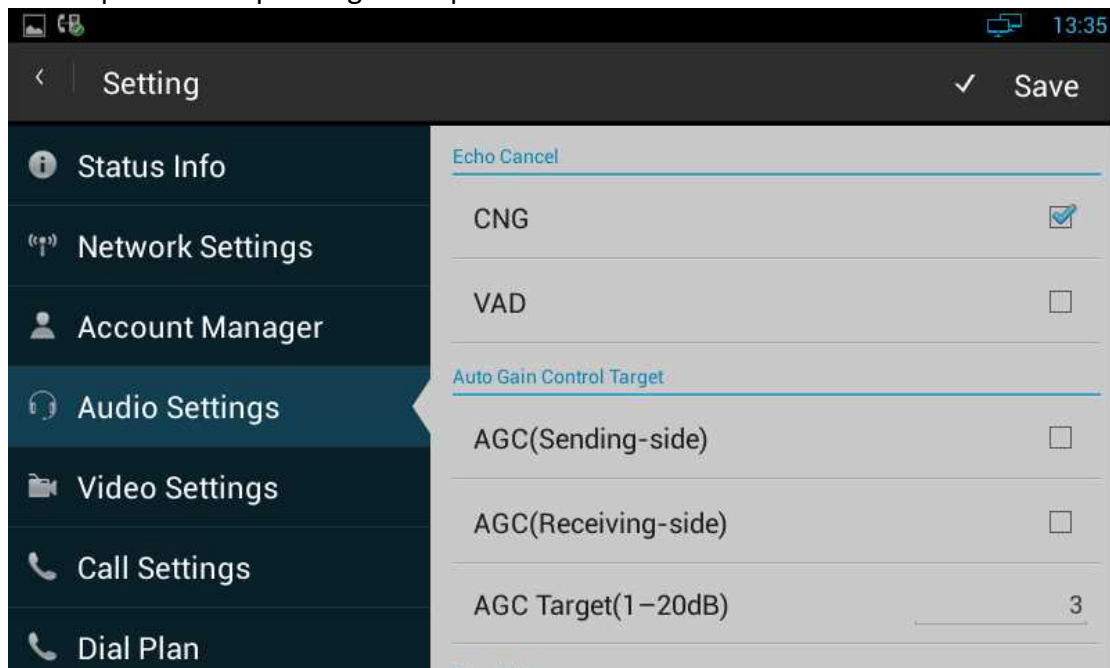 13:35
Setting
Save
Status Info
Network Settings
Account Manager
Audio Settings
Video Settings
Call Settings
Dial Plan
Echo Cancel
CNG
VAD
Auto Gain Control Target
AGC(Sending-side)
AGC(Receiving-side)
AGC Target(1–20dB)
3